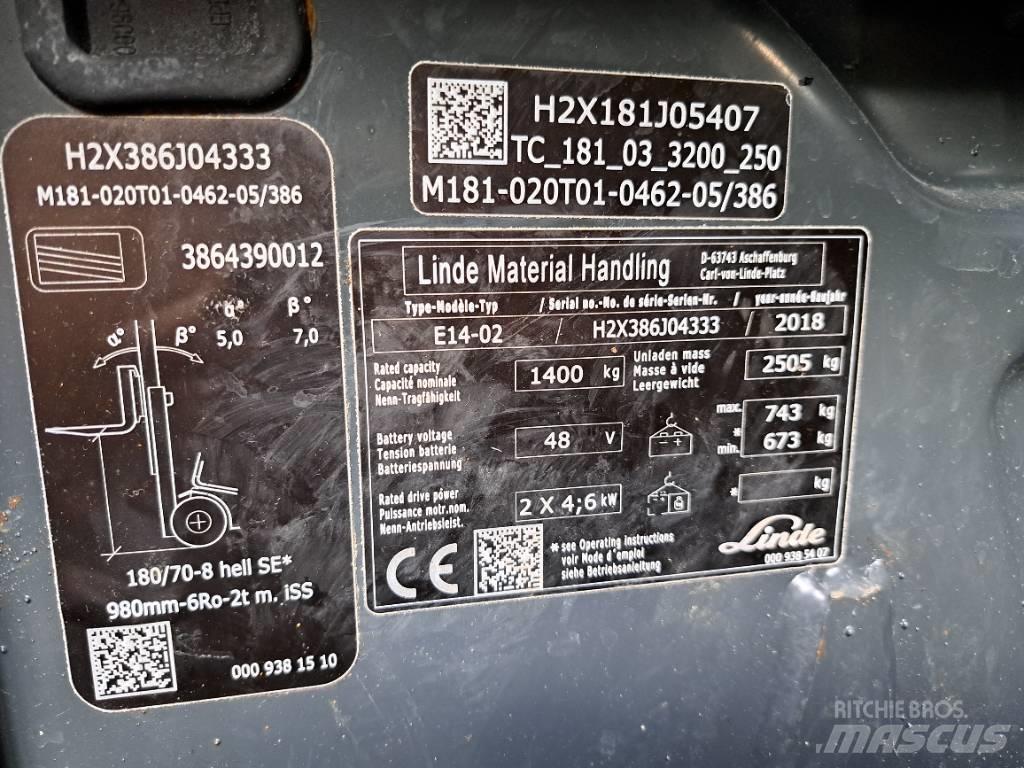 H2X181J05407
TC_181_03_3200_250
M181-020T01-0462-05/386
H2X386J04333
M181-020T01-0462-05/386
3864390012
α° β°
α° β°
5,0 7,0
180/70-8 hell SE*
980mm-6Ro-2t m. iSS
000 938 15 10
Linde Material Handling
D-63743 Aschaffenburg
Carl-von-Linde-Platz
Type-Modèle-Typ / Serial no.-No. de série-Serien-Nr. / year-année-Baujahr
E14-02 / H2X386J04333 / 2018
Rated capacity
Capacité nominale
Nenn-Tragfähigkeit
1400 kg
Unladen mass
Masse à vide
Leergewicht
2505 kg
Battery voltage
Tension batterie
Batteriespannung
48 V
- +
max. 743 kg
*
min. 673 kg
Rated drive power
Puissance motr.nom.
Nenn-Antriebsleist.
2 X 4;6 kW
* kg
CE
* see Operating instructions
voir Mode d'emploi
siehe Betriebsanleitung
Linde
000 938 54 07
RITCHIE BROS.
MASCUS